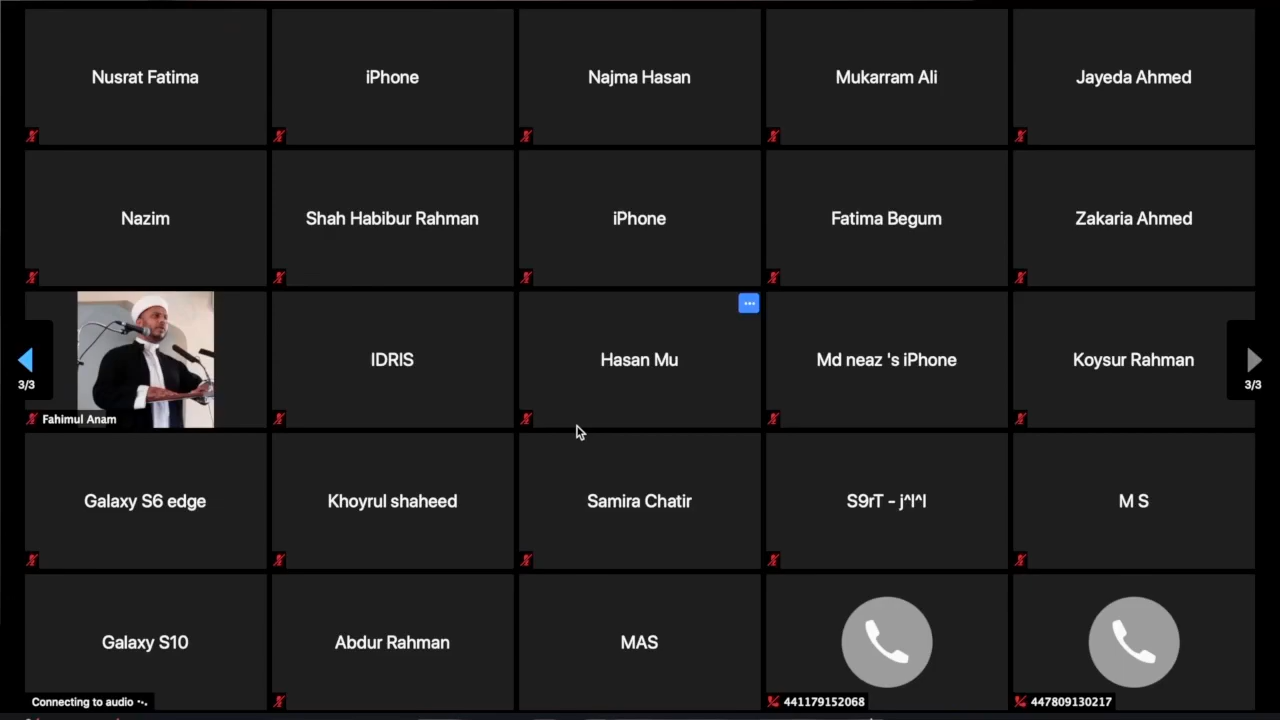 Nusrat Fatima
iPhone
Najma Hasan
Mukarram Ali
Jayeda Ahmed
Nazim
Shah Habibur Rahman
iPhone
Fatima Begum
Zakaria Ahmed
3/3
Fahimul Anam
IDRIS
Hasan Mu
Md neaz 's iPhone
Koysur Rahman
3/3
Galaxy S6 edge
Khoyrul shaheed
Samira Chatir
S9rT - j^l^l
M S
Galaxy S10
Connecting to audio
Abdur Rahman
MAS
441179152068
447809130217